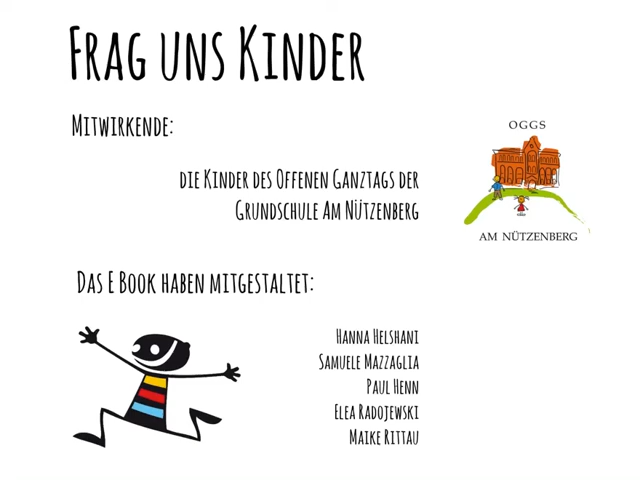 Frag uns Kinder
Mitwirkende:
die Kinder des Offenen Ganztags der
Grundschule Am Nützenberg
OGGS
AM NÜTZENBERG
Das E Book haben mitgestaltet:
Hanna Helshani
Samuele Mazzaglia
Paul Henn
Elea Radojewski
Maike Rittau